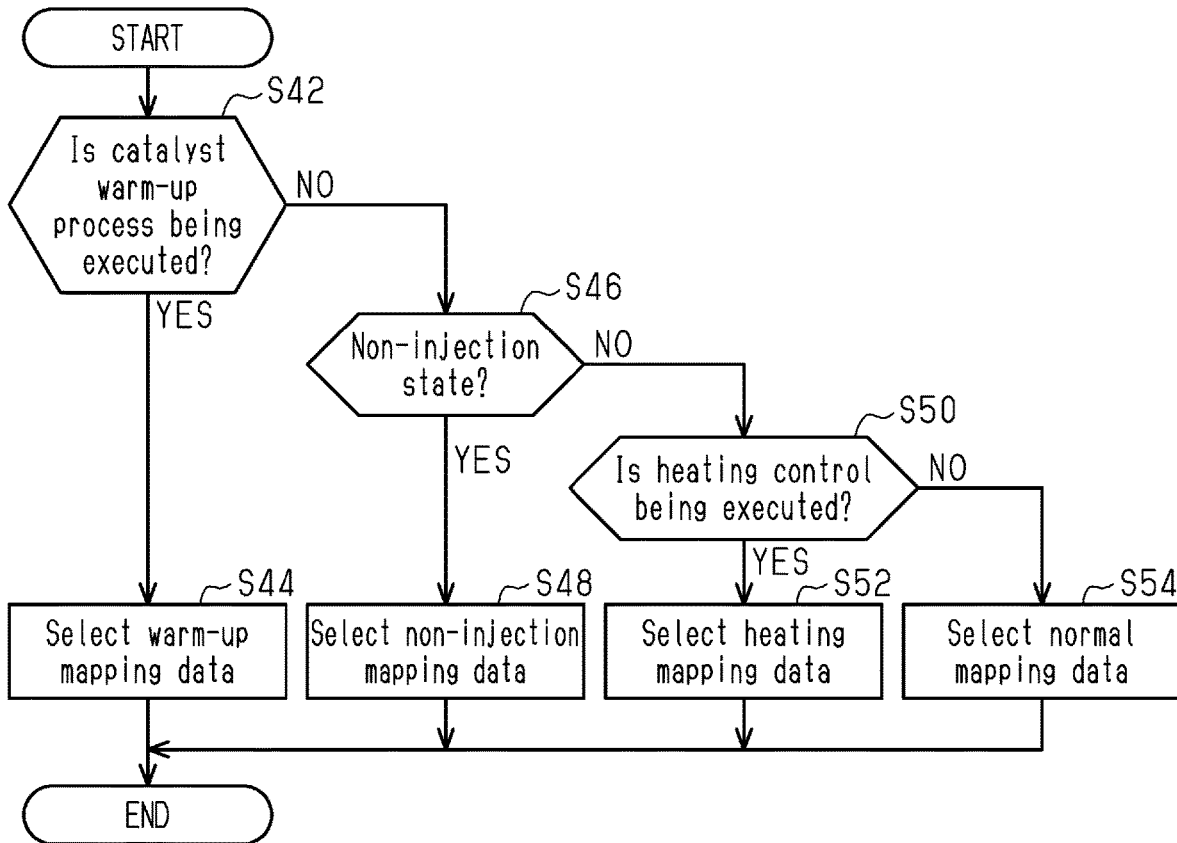 START
S42
Is catalyst
warm-up
process being
executed?
NO
YES
S46
Non-injection
state?
NO
YES
S50
Is heating control
being executed?
NO
YES
S44
Select warm-up
mapping data
S48
Select non-injection
mapping data
S52
Select heating
mapping data
S54
Select normal
mapping data
END